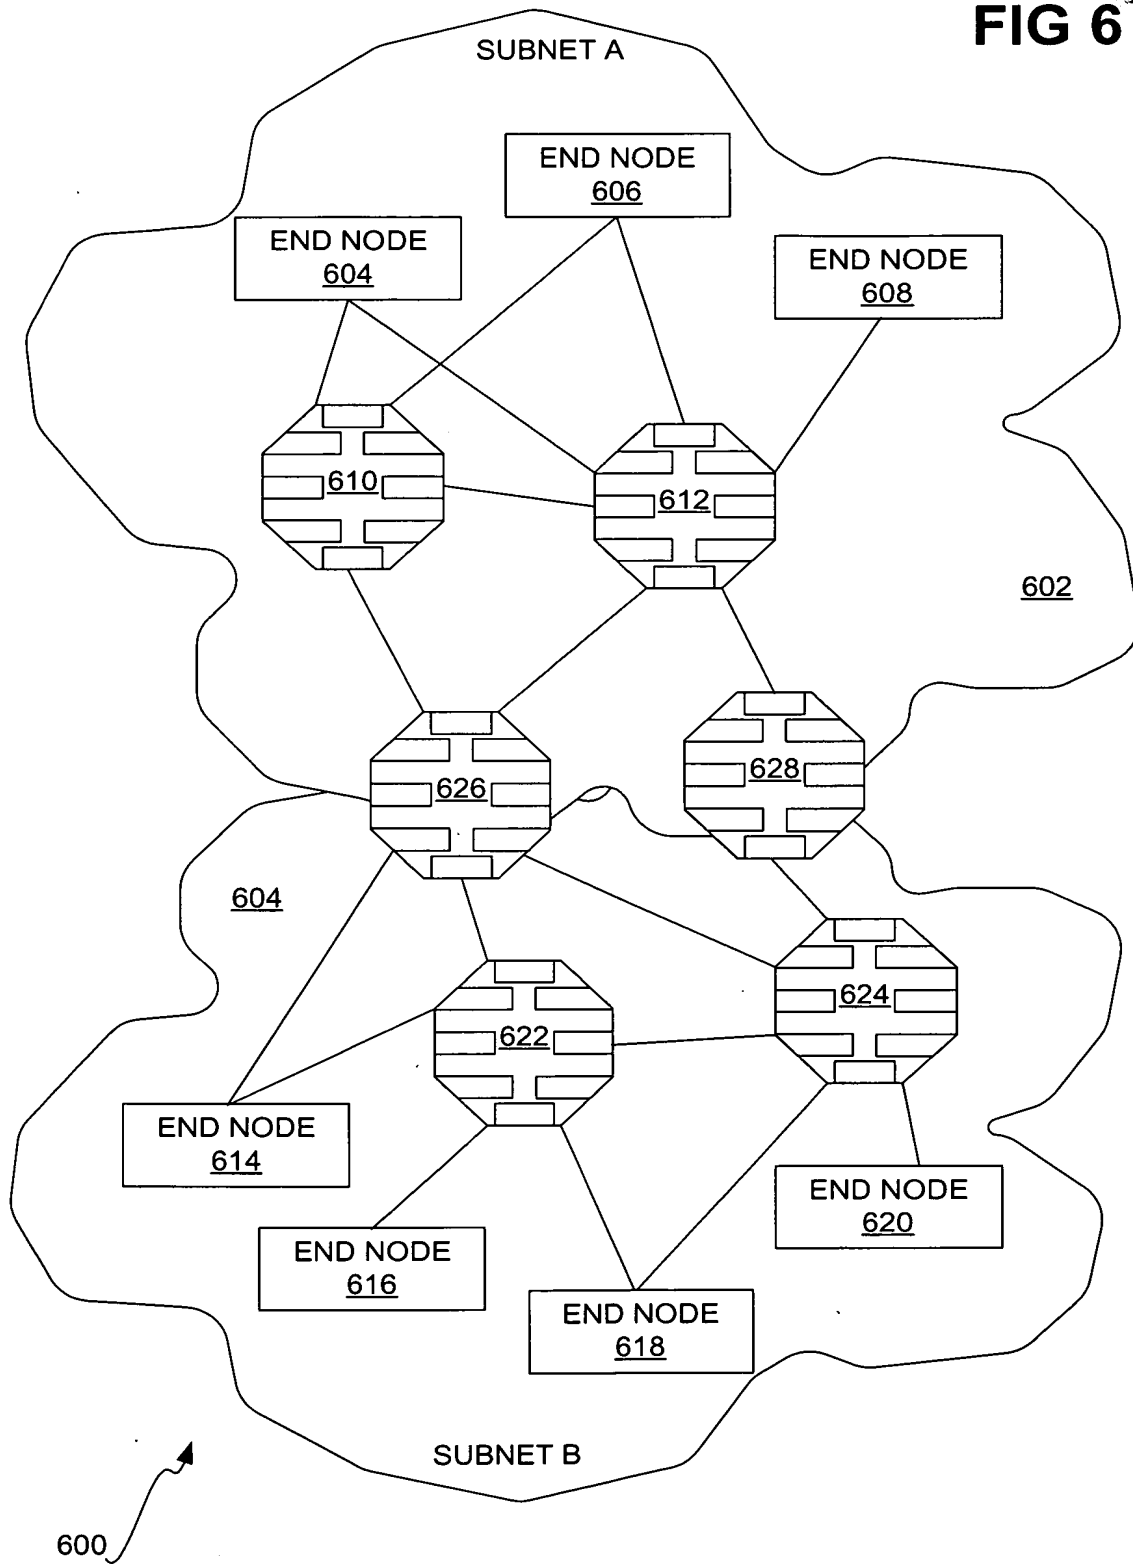 FIG 6
SUBNET A
END NODE
606
END NODE
604
END NODE
608
610
612
602
626
628
604
622
624
END NODE
614
END NODE
616
END NODE
618
END NODE
620
SUBNET B
600